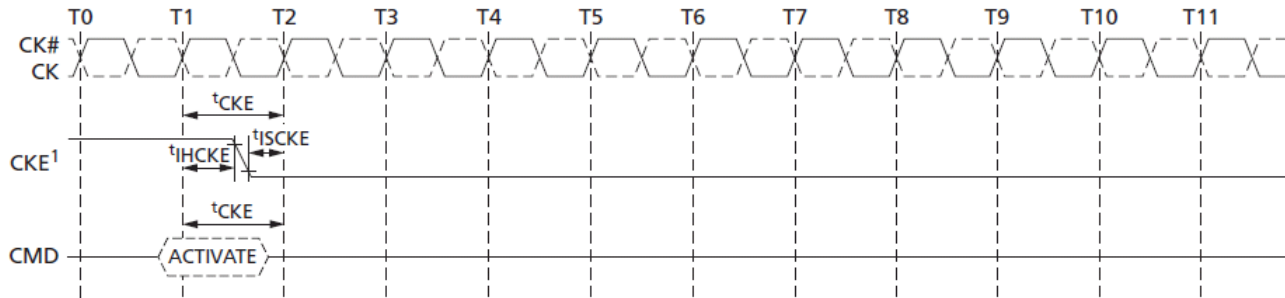 T0 T1 T2 T3 T4 T5 T6 T7 T8 T9 T10 T11
CK#
CK
tCKE
tISCKE
CKE1
tIHCKE
tCKE
CMD
ACTIVATE